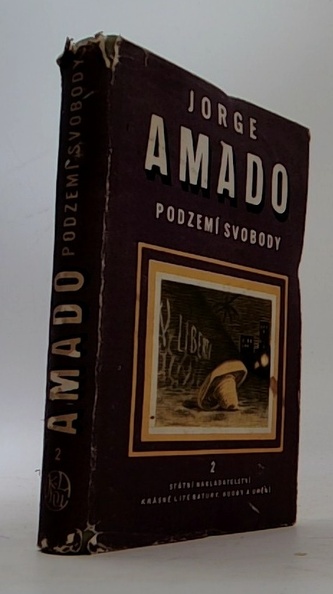 JORGE
AMADO
PODZEMÍ SVOBODY
2
STÁTNÍ NAKLADATELSTVÍ
KRÁSNÉ LITERATURY, HUDBY A UMĚNÍ
AMADO PODZEMÍ SVOBODY
2